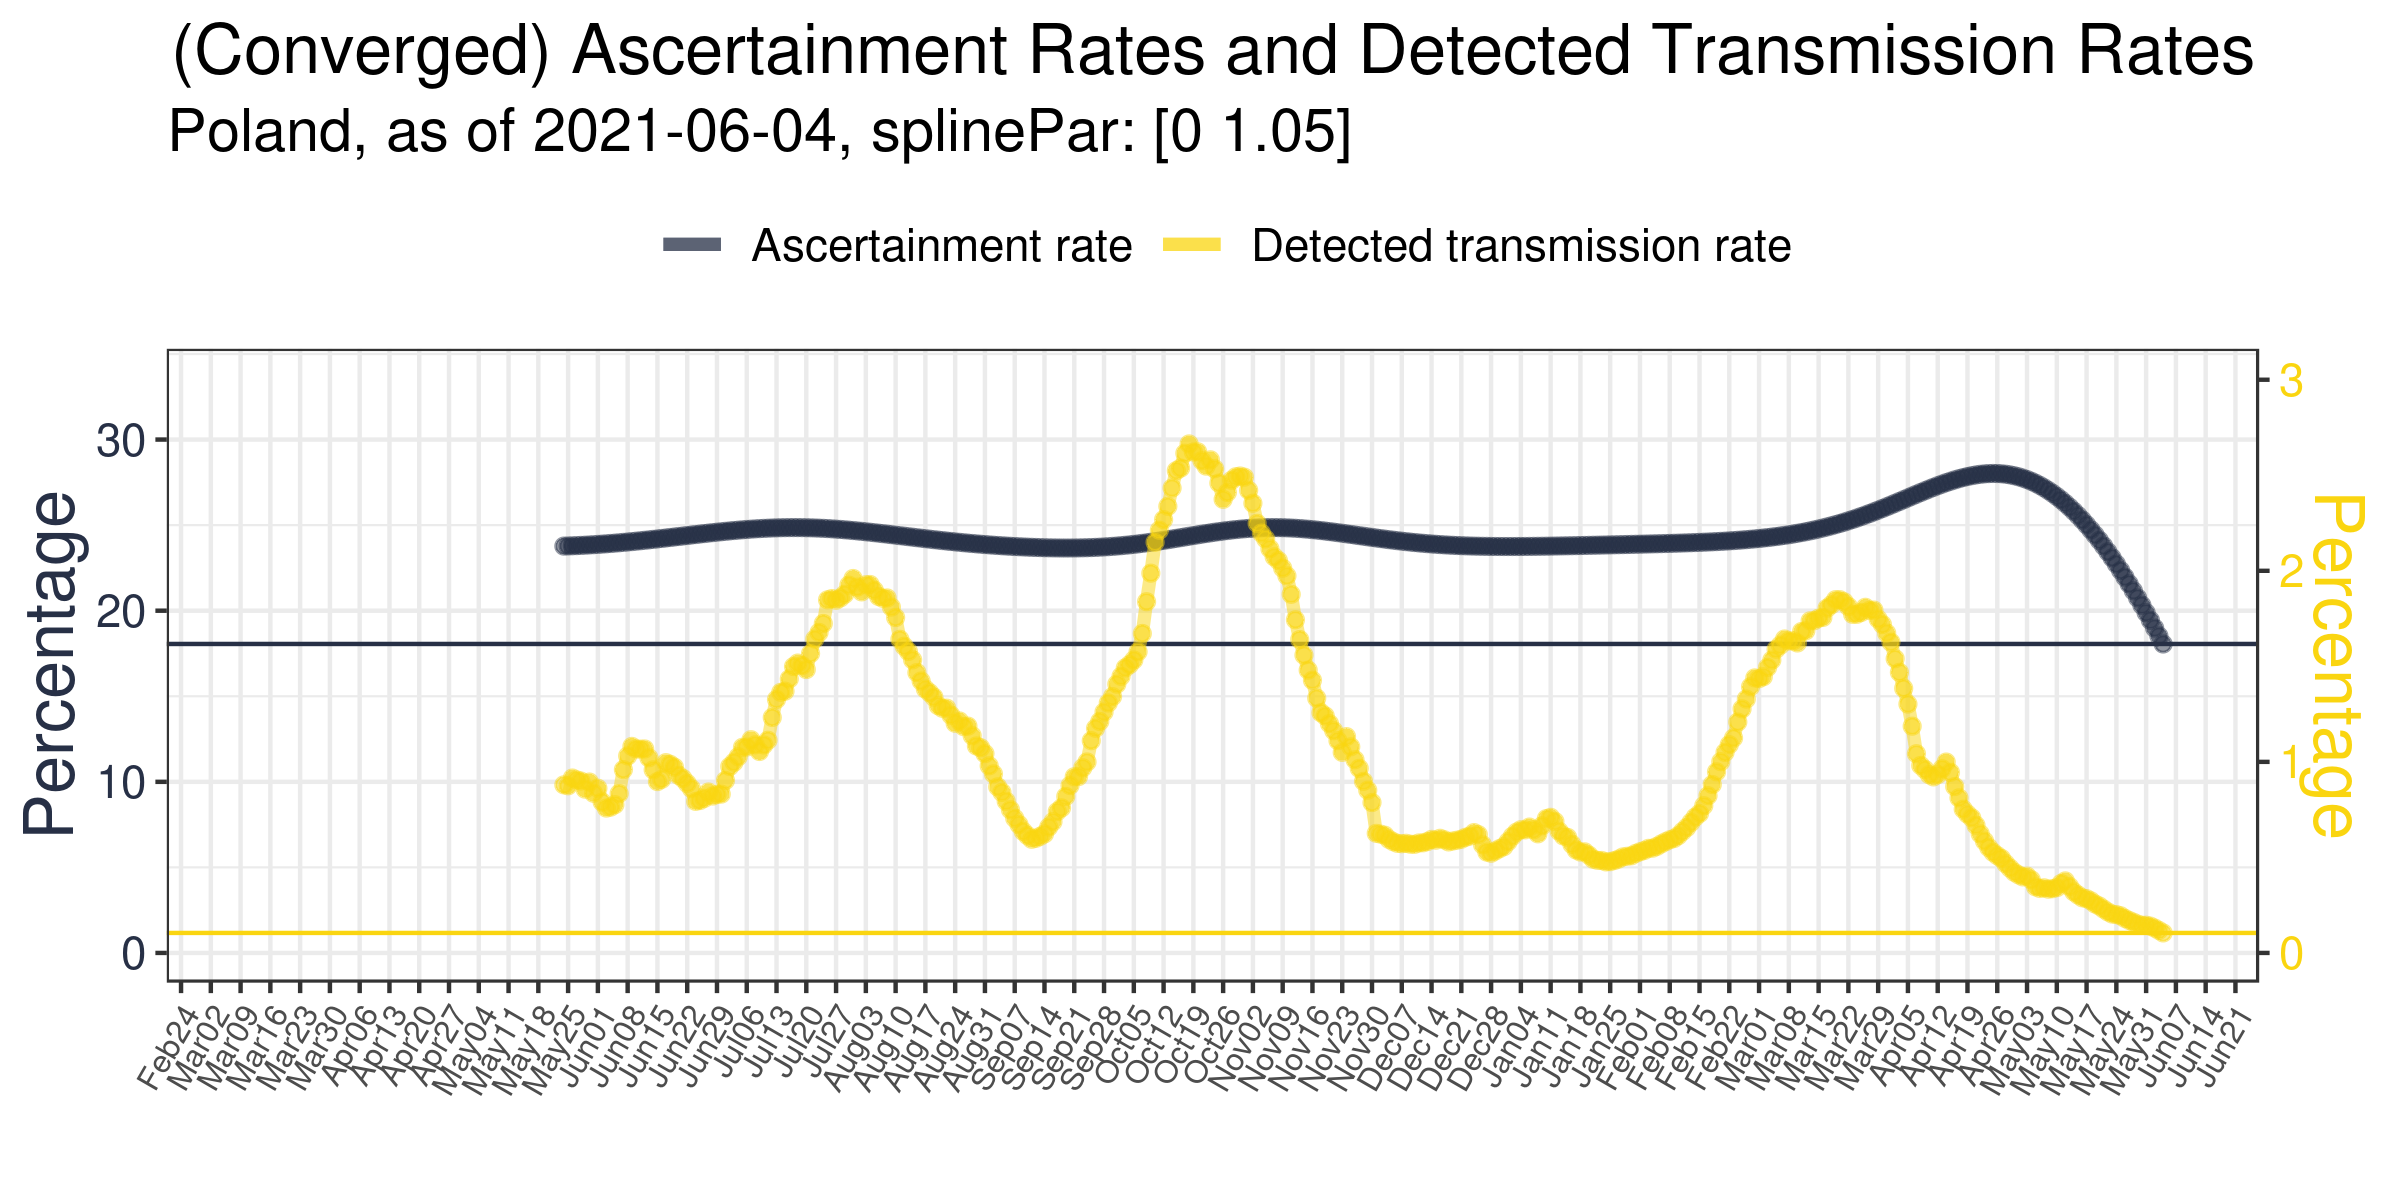 (Converged) Ascertainment Rates and Detected Transmission Rates
Poland, as of 2021-06-04, splinePar: [0 1.05]
Ascertainment rate Detected transmission rate
Percentage
30
20
10
0
3
2
1
0
Percentage
Feb24
Mar02
Mar09
Mar16
Mar23
Mar30
Apr06
Apr13
Apr20
Apr27
May04
May11
May18
May25
Jun01
Jun08
Jun15
Jun22
Jun29
Jul06
Jul13
Jul20
Jul27
Aug03
Aug10
Aug17
Aug24
Aug31
Sep07
Sep14
Sep21
Sep28
Oct05
Oct12
Oct19
Oct26
Nov02
Nov09
Nov16
Nov23
Nov30
Dec07
Dec14
Dec21
Dec28
Jan04
Jan11
Jan18
Jan25
Feb01
Feb08
Feb15
Feb22
Mar01
Mar08
Mar15
Mar22
Mar29
Apr05
Apr12
Apr19
Apr26
May03
May10
May17
May24
May31
Jun07
Jun14
Jun21